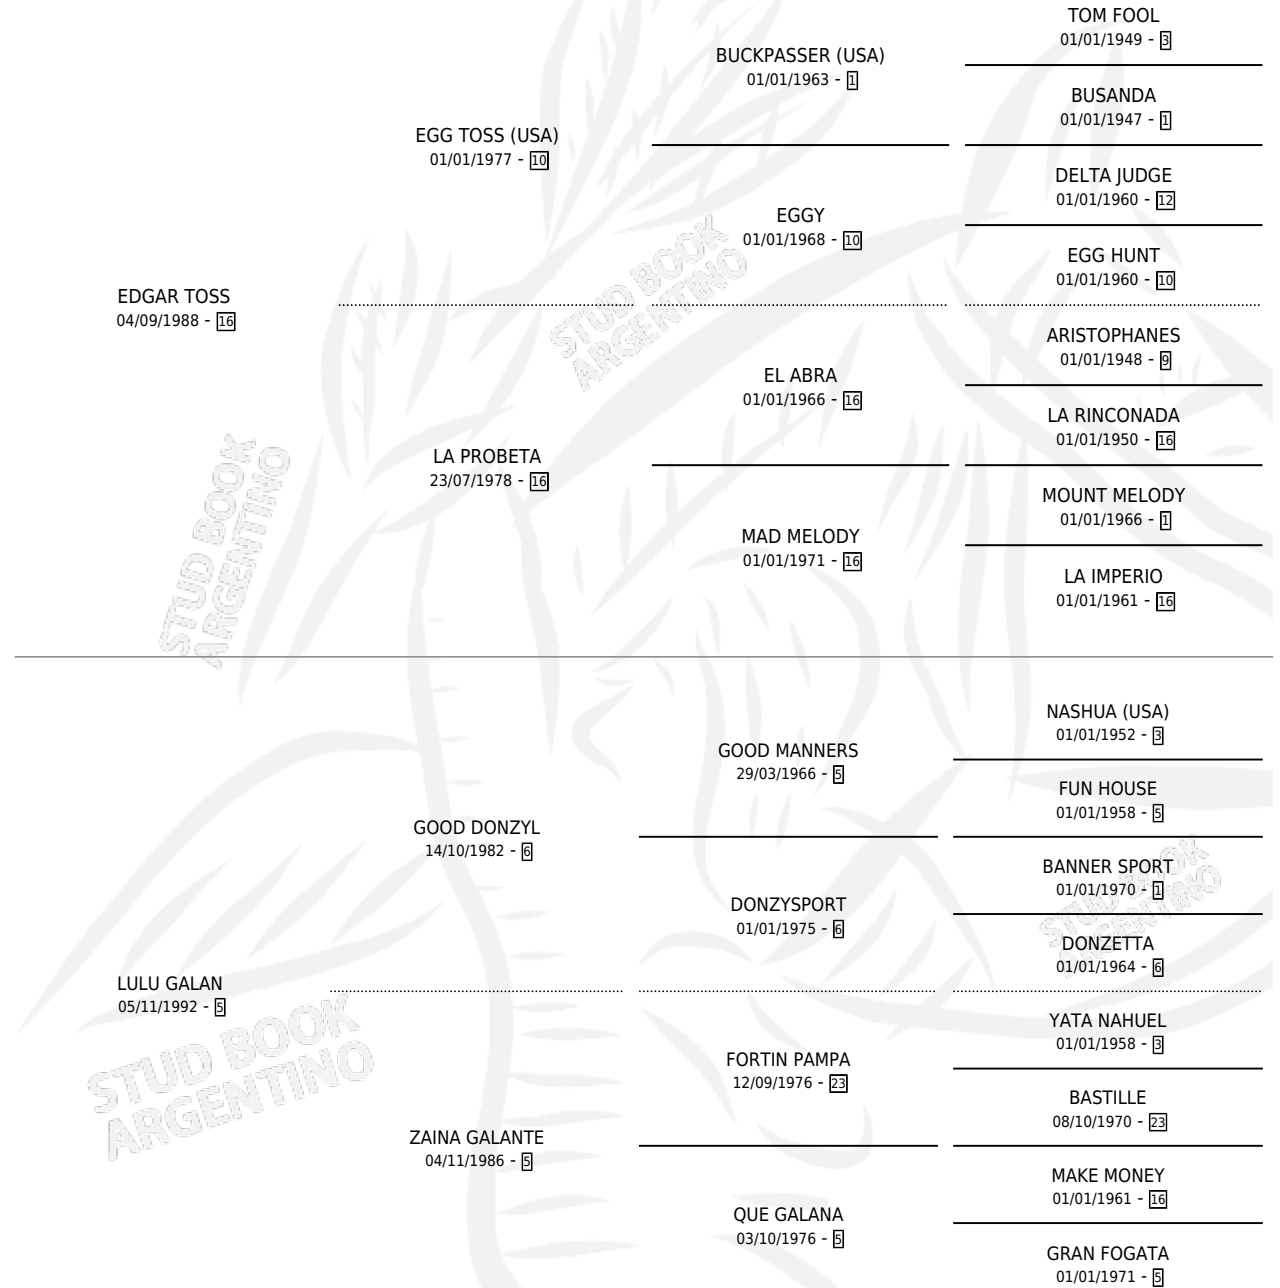 TOM FOOL
01/01/1949 - 3
BUCKPASSER (USA)
01/01/1963 - 1
BUSANDA
01/01/1947 - 1
EGG TOSS (USA)
01/01/1977 - 10
DELTA JUDGE
01/01/1960 - 12
EGGY
01/01/1968 - 10
EGG HUNT
01/01/1960 - 10
EDGAR TOSS
04/09/1988 - 16
STUD BOOK
ARGENTINO
ARISTOPHANES
01/01/1948 - 9
EL ABRA
01/01/1966 - 16
LA RINCONADA
01/01/1950 - 16
LA PROBETA
23/07/1978 - 16
MOUNT MELODY
01/01/1966 - 1
MAD MELODY
01/01/1971 - 16
LA IMPERIO
01/01/1961 - 16
STUD BOOK
ARGENTINO
NASHUA (USA)
01/01/1952 - 3
GOOD MANNERS
29/03/1966 - 5
FUN HOUSE
01/01/1958 - 5
GOOD DONZYL
14/10/1982 - 6
BANNER SPORT
01/01/1970 - 1
DONZYSPORT
01/01/1975 - 6
DONZETTA
01/01/1964 - 6
STUD BOOK
ARGENTINO
LULU GALAN
05/11/1992 - 5
YATA NAHUEL
01/01/1958 - 3
FORTIN PAMPA
12/09/1976 - 23
BASTILLE
08/10/1970 - 23
STUD BOOK
ARGENTINO
ZAINA GALANTE
04/11/1986 - 5
MAKE MONEY
01/01/1961 - 16
QUE GALANA
03/10/1976 - 5
GRAN FOGATA
01/01/1971 - 5